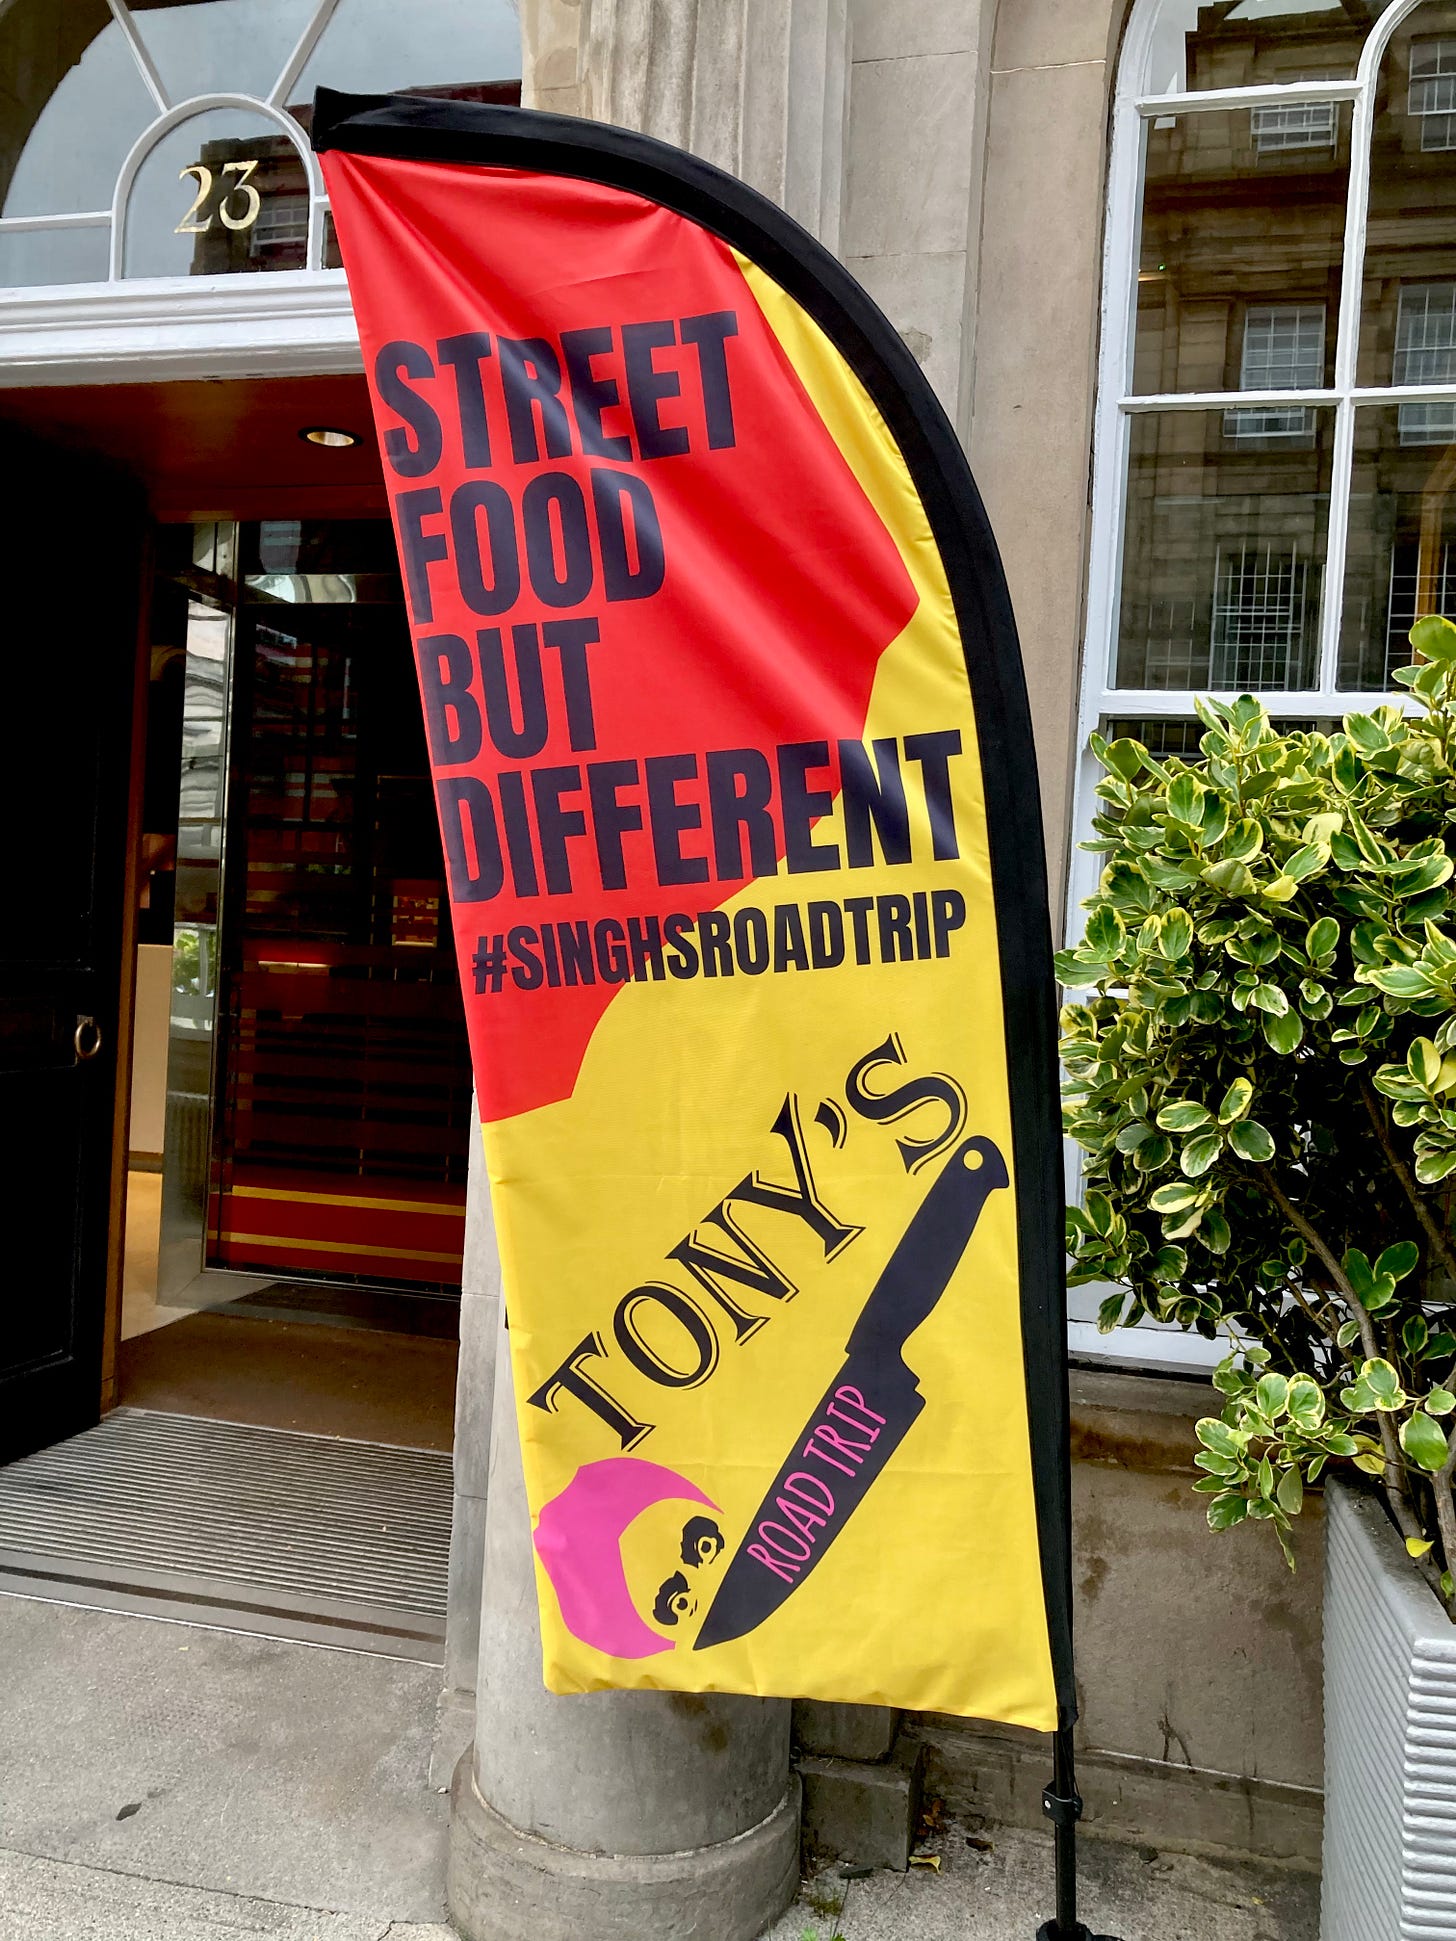 23
STREET
FOOD
BUT
DIFFERENT
#SINGHSROADTRIP
TONY'S
ROAD TRIP